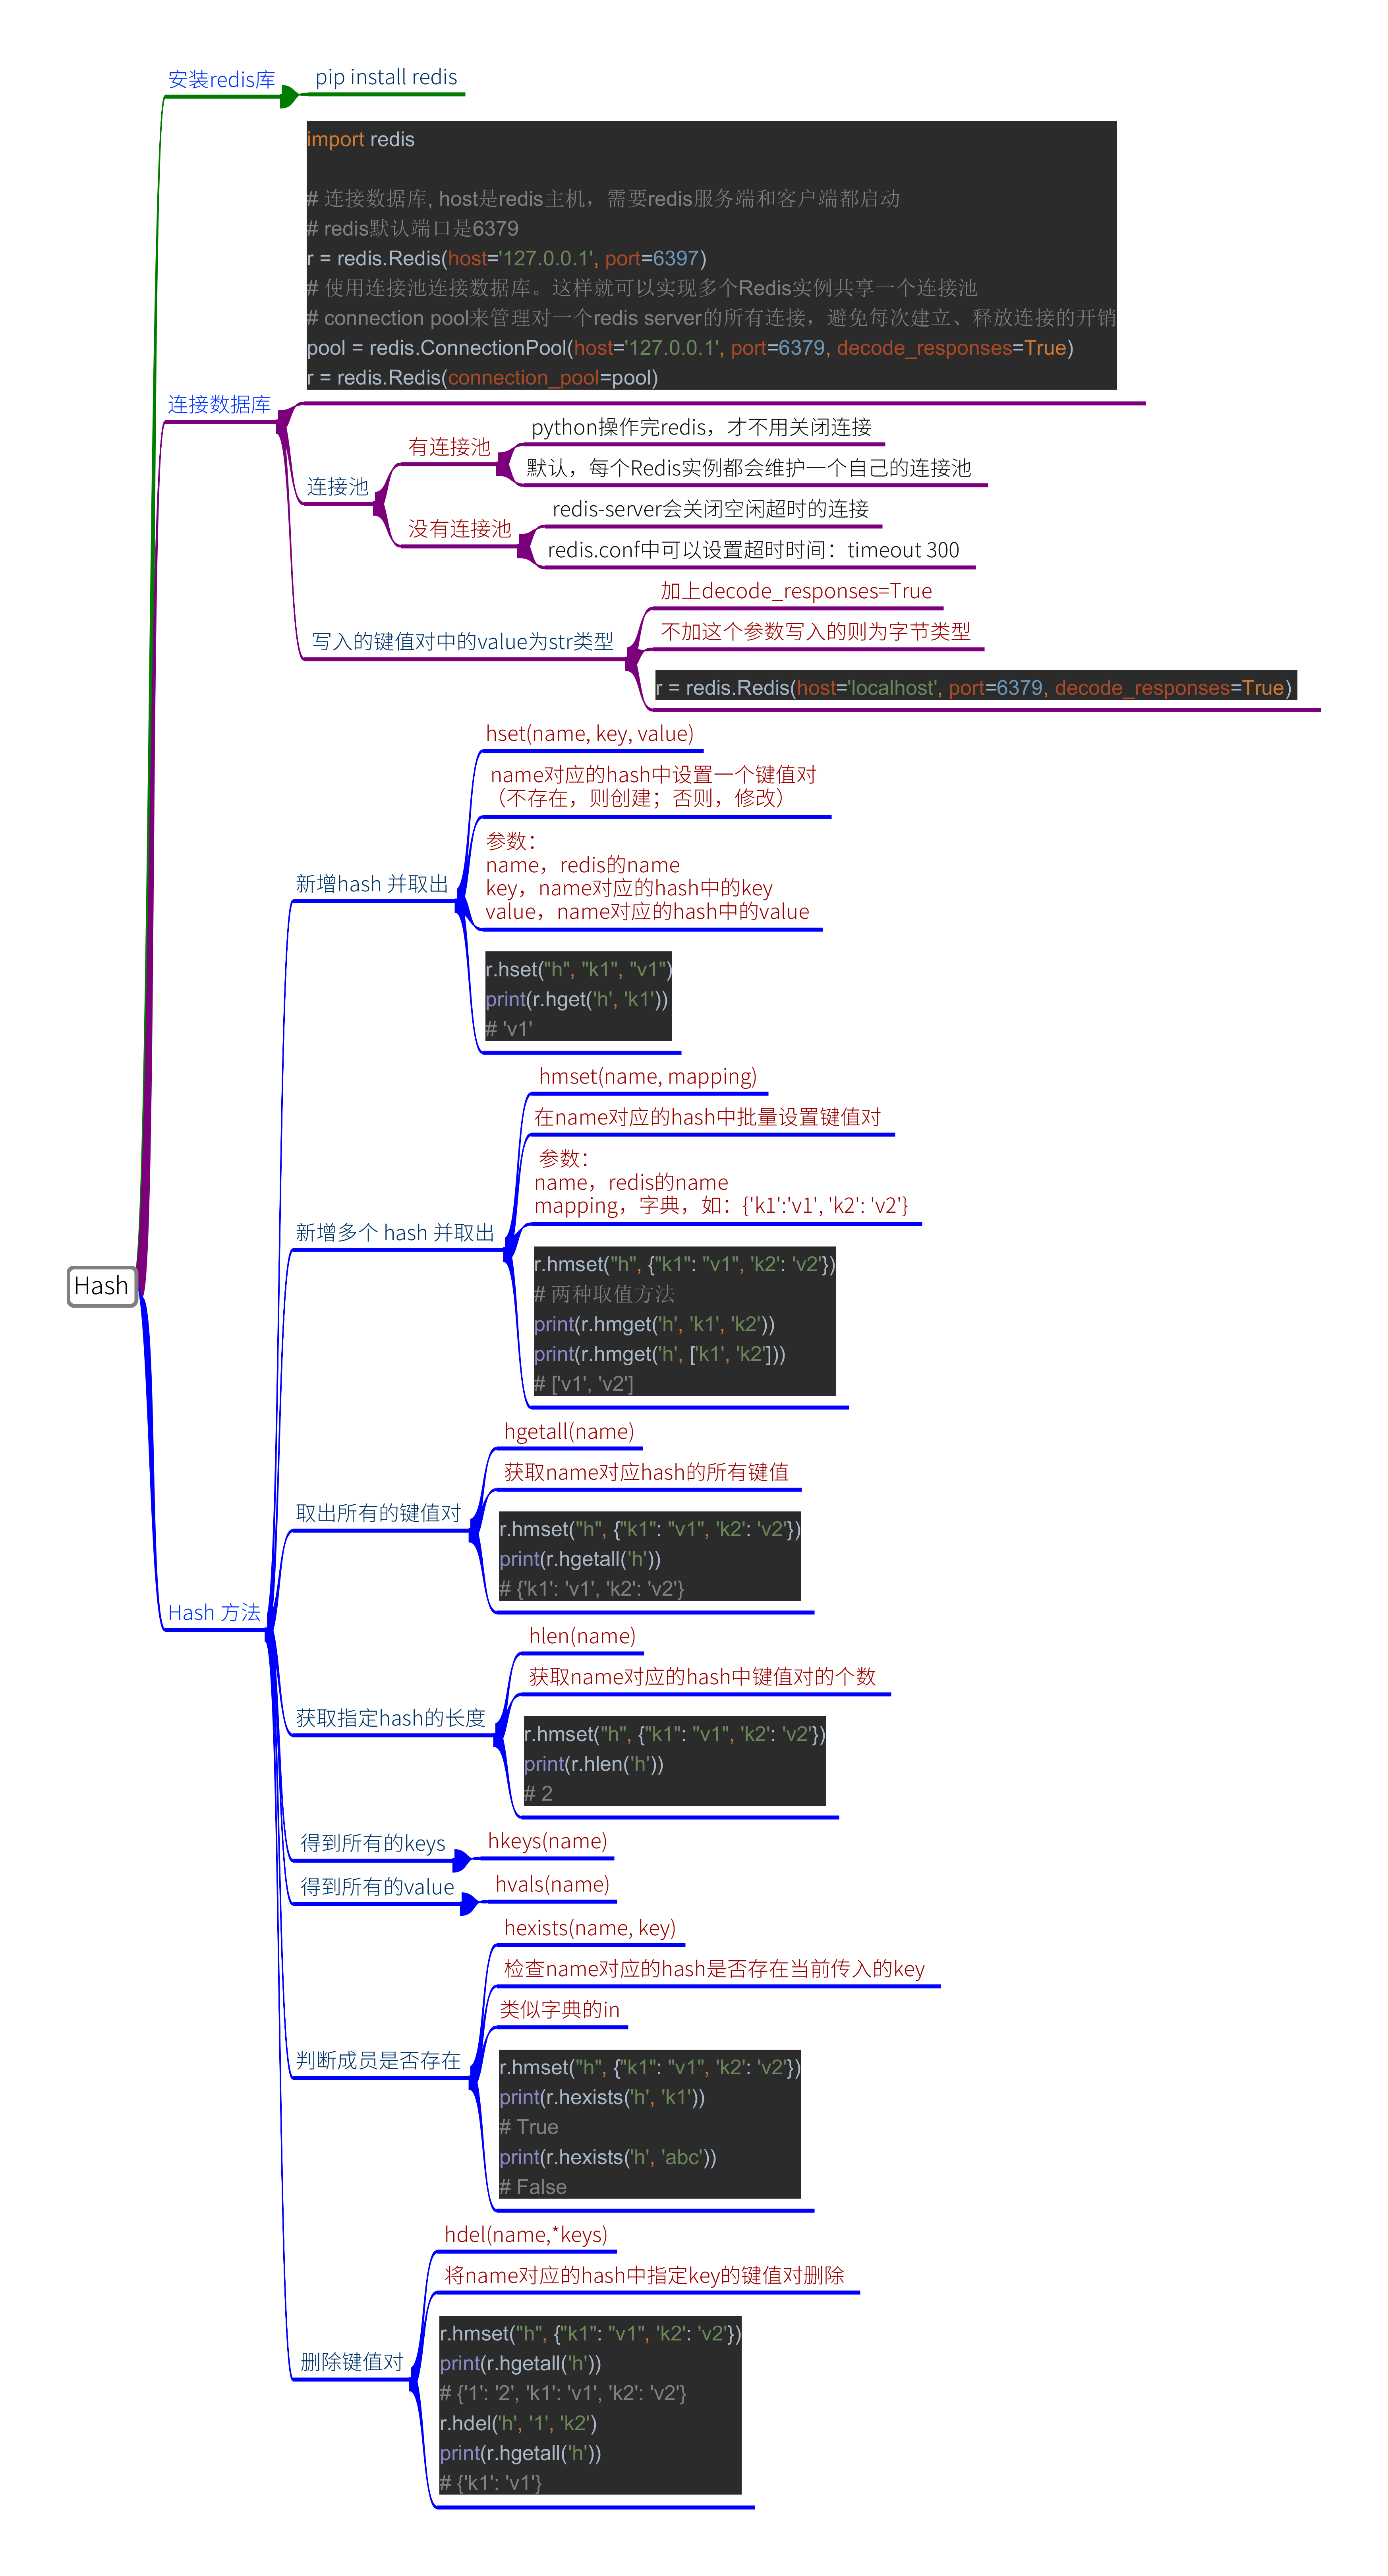 安装redis库
pip install redis
import redis
# 连接数据库, host是redis主机，需要redis服务端和客户端都启动
# redis默认端口是6379
r = redis.Redis(host='127.0.0.1', port=6397)
# 使用连接池连接数据库。这样就可以实现多个Redis实例共享一个连接池
# connection pool来管理对一个redis server的所有连接，避免每次建立、释放连接的开销
pool = redis.ConnectionPool(host='127.0.0.1', port=6379, decode_responses=True)
r = redis.Redis(connection_pool=pool)
连接数据库
连接池
有连接池
python操作完redis，才不用关闭连接
默认，每个Redis实例都会维护一个自己的连接池
没有连接池
redis-server会关闭空闲超时的连接
redis.conf中可以设置超时时间：timeout 300
写入的键值对中的value为str类型
加上decode_responses=True
不加这个参数写入的则为字节类型
r = redis.Redis(host='localhost', port=6379, decode_responses=True)
Hash
Hash 方法
新增hash 并取出
hset(name, key, value)
name对应的hash中设置一个键值对
（不存在，则创建；否则，修改）
参数：
name，redis的name
key，name对应的hash中的key
value，name对应的hash中的value
r.hset("h", "k1", "v1")
print(r.hget('h', 'k1'))
# 'v1'
新增多个 hash 并取出
hmset(name, mapping)
在name对应的hash中批量设置键值对
参数：
name，redis的name
mapping，字典，如：{'k1':'v1', 'k2': 'v2'}
r.hmset("h", {"k1": "v1", 'k2': 'v2'})
# 两种取值方法
print(r.hmget('h', 'k1', 'k2'))
print(r.hmget('h', ['k1', 'k2']))
# ['v1', 'v2']
取出所有的键值对
hgetall(name)
获取name对应hash的所有键值
r.hmset("h", {"k1": "v1", 'k2': 'v2'})
print(r.hgetall('h'))
# {'k1': 'v1', 'k2': 'v2'}
获取指定hash的长度
hlen(name)
获取name对应的hash中键值对的个数
r.hmset("h", {"k1": "v1", 'k2': 'v2'})
print(r.hlen('h'))
# 2
得到所有的keys
hkeys(name)
得到所有的value
hvals(name)
判断成员是否存在
hexists(name, key)
检查name对应的hash是否存在当前传入的key
类似字典的in
r.hmset("h", {"k1": "v1", 'k2': 'v2'})
print(r.hexists('h', 'k1'))
# True
print(r.hexists('h', 'abc'))
# False
删除键值对
hdel(name,*keys)
将name对应的hash中指定key的键值对删除
r.hmset("h", {"k1": "v1", 'k2': 'v2'})
print(r.hgetall('h'))
# {'1': '2', 'k1': 'v1', 'k2': 'v2'}
r.hdel('h', '1', 'k2')
print(r.hgetall('h'))
# {'k1': 'v1'}